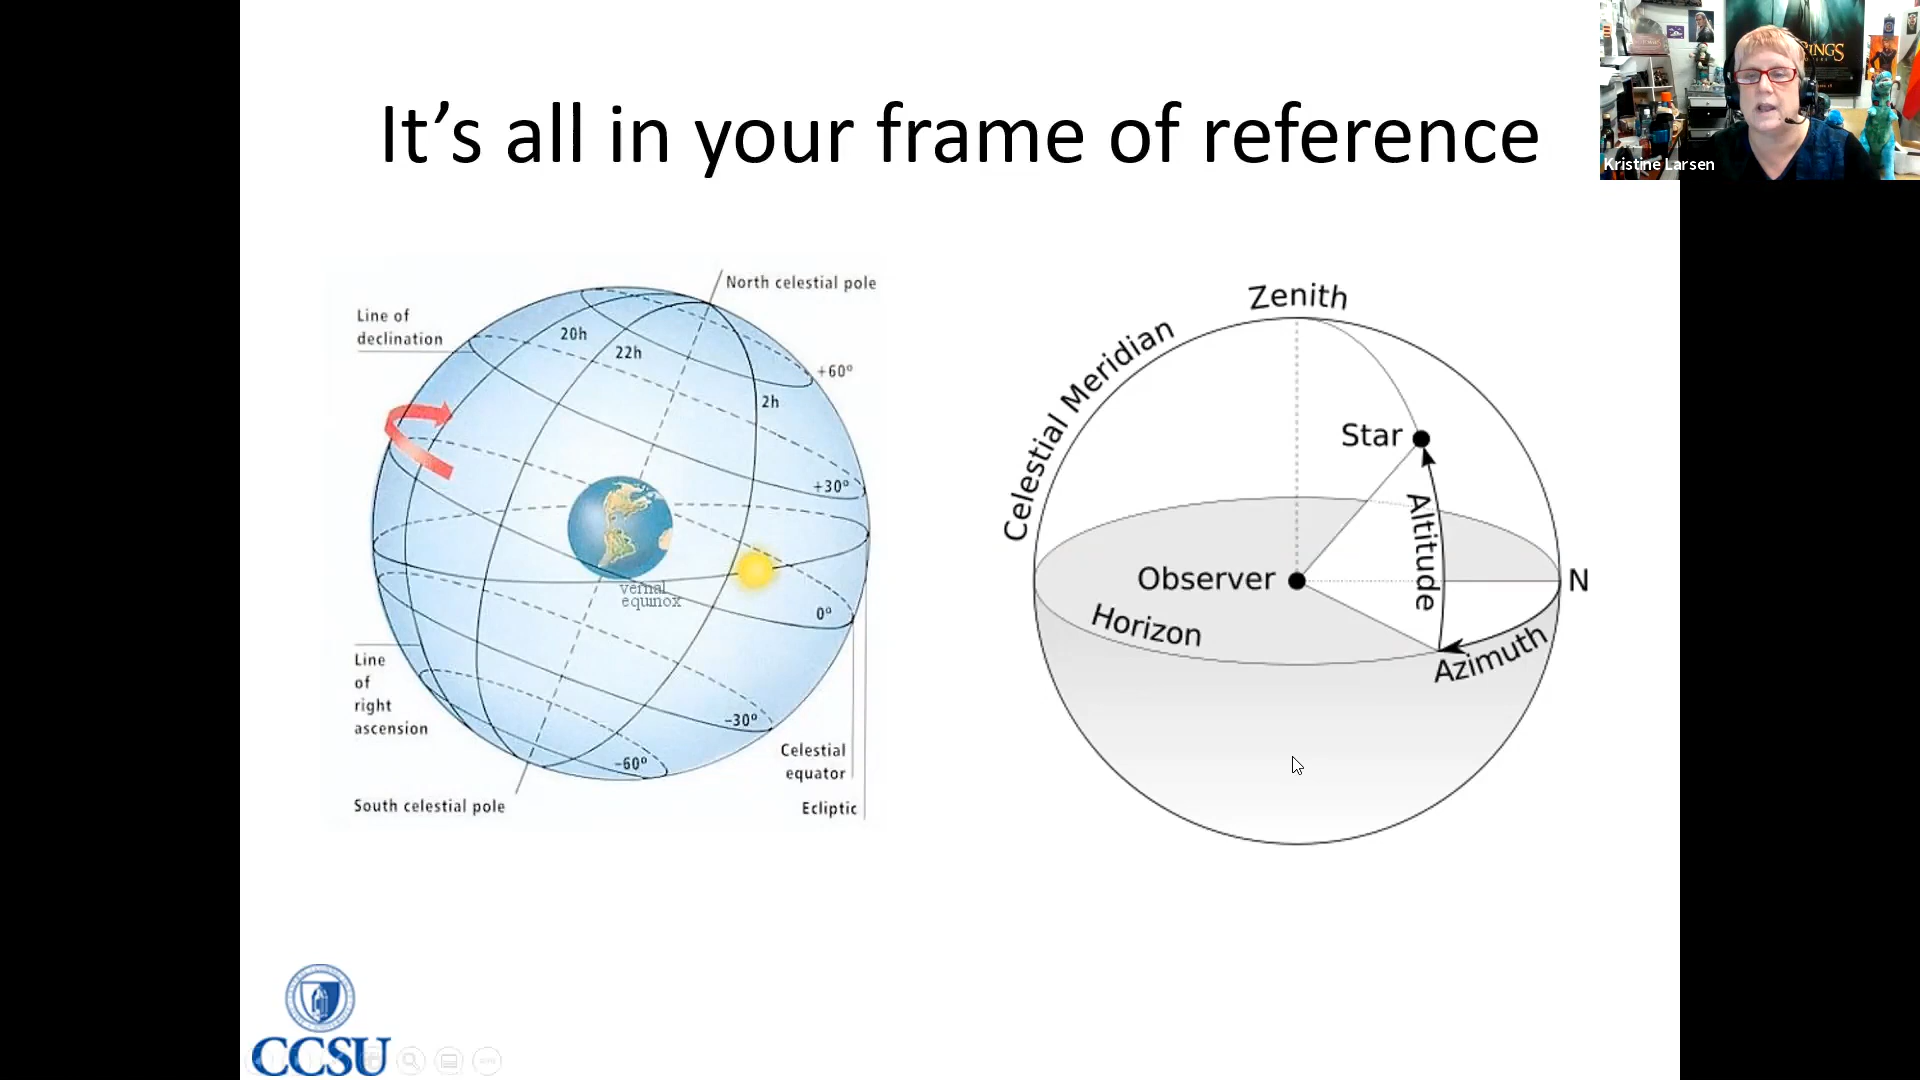 It's all in your frame of reference
RINGS
Kristine Larsen
North celestial pole
Line of
declination
20h
22h
+60°
2h
+30°
vernal
equinox
0°
Line
of
right
ascension
-30°
-60°
Celestial
equator
South celestial pole
Ecliptic
Zenith
Celestial Meridian
Star
Altitude
Observer
N
Horizon
Azimuth
CCSU